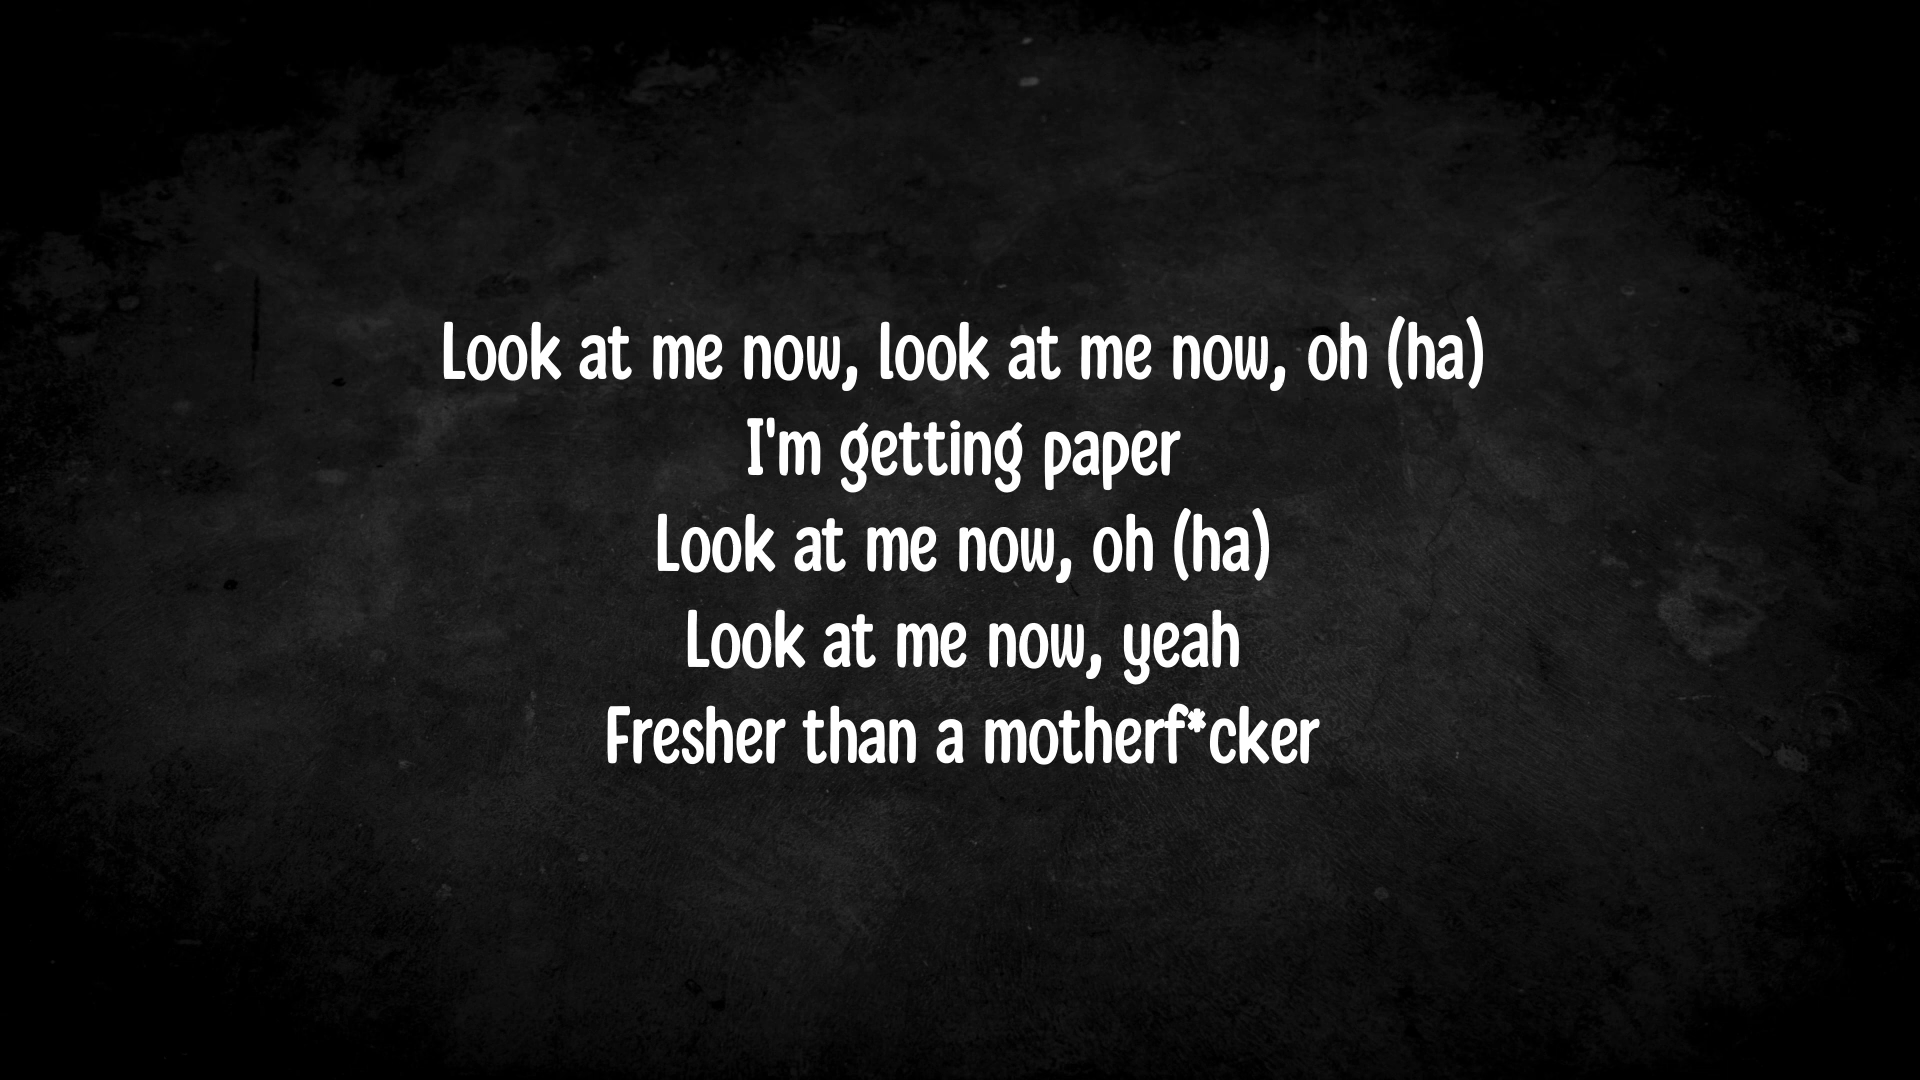 Look at me now, look at me now, oh (ha)
I'm getting paper
Look at me now, oh (ha)
Look at me now, yeah
Fresher than a motherf*cker